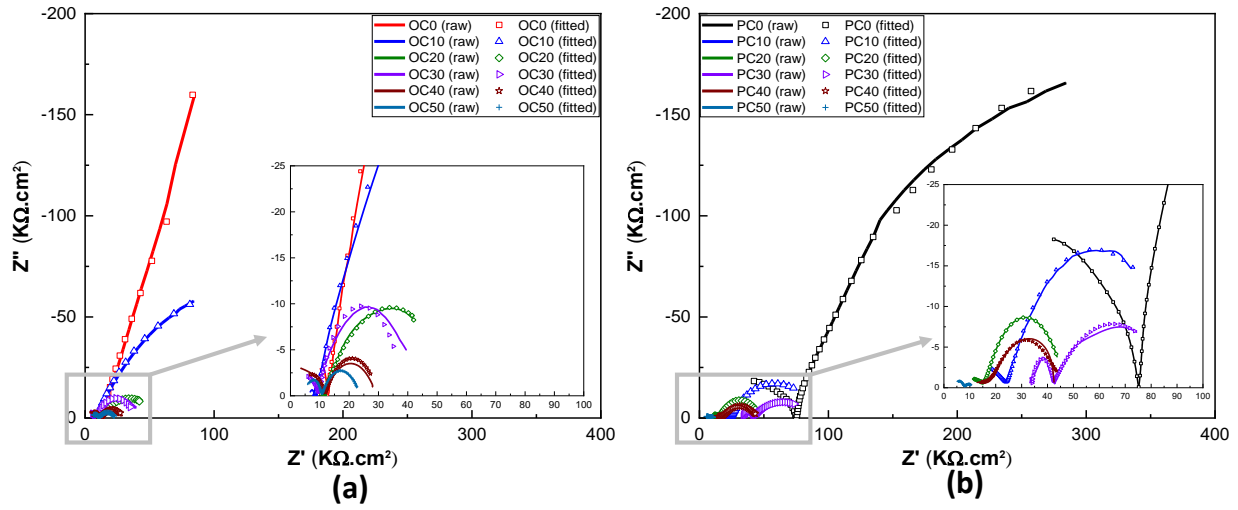 -200
-150
-100
-50
0
0
100
200
300
400
Z'' (KΩ.cm²)
Z' (KΩ.cm²)
OC0 (raw) OC0 (fitted)
OC10 (raw) OC10 (fitted)
OC20 (raw) OC20 (fitted)
OC30 (raw) OC30 (fitted)
OC40 (raw) OC40 (fitted)
OC50 (raw) OC50 (fitted)
-25
-20
-15
-10
-5
0
0 10 20 30 40 50 60 70 80 90 100
(a)
-200
-150
-100
-50
0
0
100
200
300
400
Z'' (KΩ.cm²)
Z' (KΩ.cm²)
PC0 (raw) PC0 (fitted)
PC10 (raw) PC10 (fitted)
PC20 (raw) PC20 (fitted)
PC30 (raw) PC30 (fitted)
PC40 (raw) PC40 (fitted)
PC50 (raw) PC50 (fitted)
-25
-20
-15
-10
-5
0
0 10 20 30 40 50 60 70 80 90 100
(b)